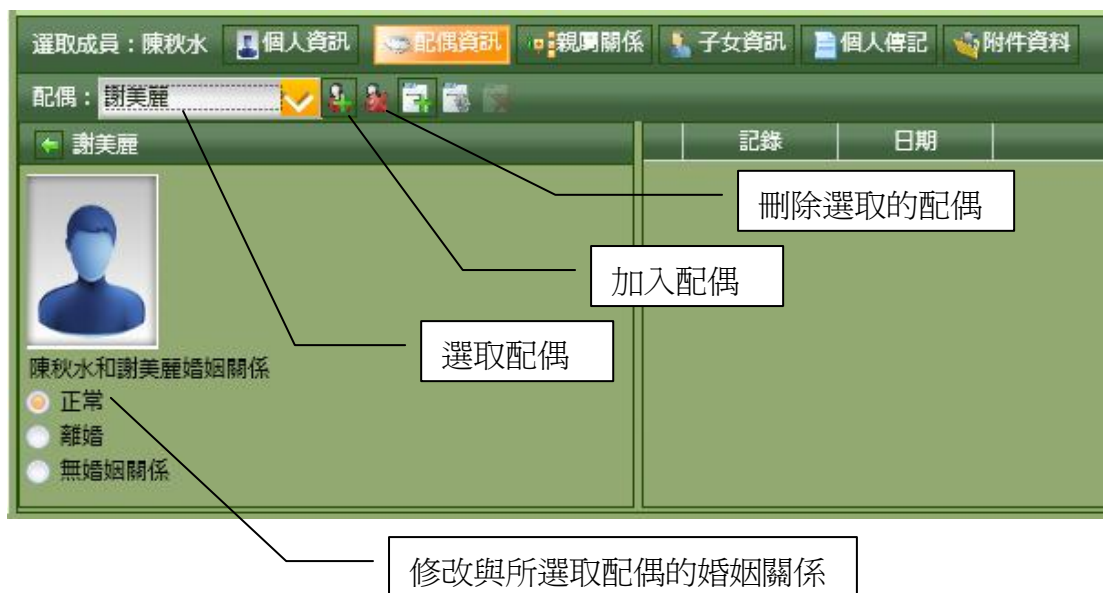 選取成員：陳秋水 個人資訊 配偶資訊 親屬關係 子女資訊 個人傳記 附件資料
配偶：謝美麗
謝美麗 記錄 日期
刪除選取的配偶
加入配偶
選取配偶
陳秋水和謝美麗婚姻關係
正常
離婚
無婚姻關係
修改與所選取配偶的婚姻關係